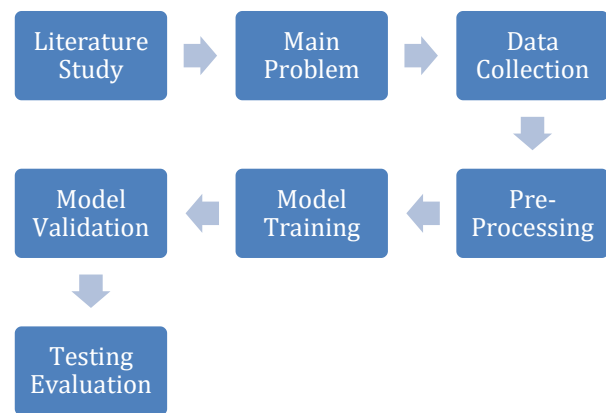 Literature
Study
Main
Problem
Data
Collection
Pre-
Processing
Model
Training
Model
Validation
Testing
Evaluation